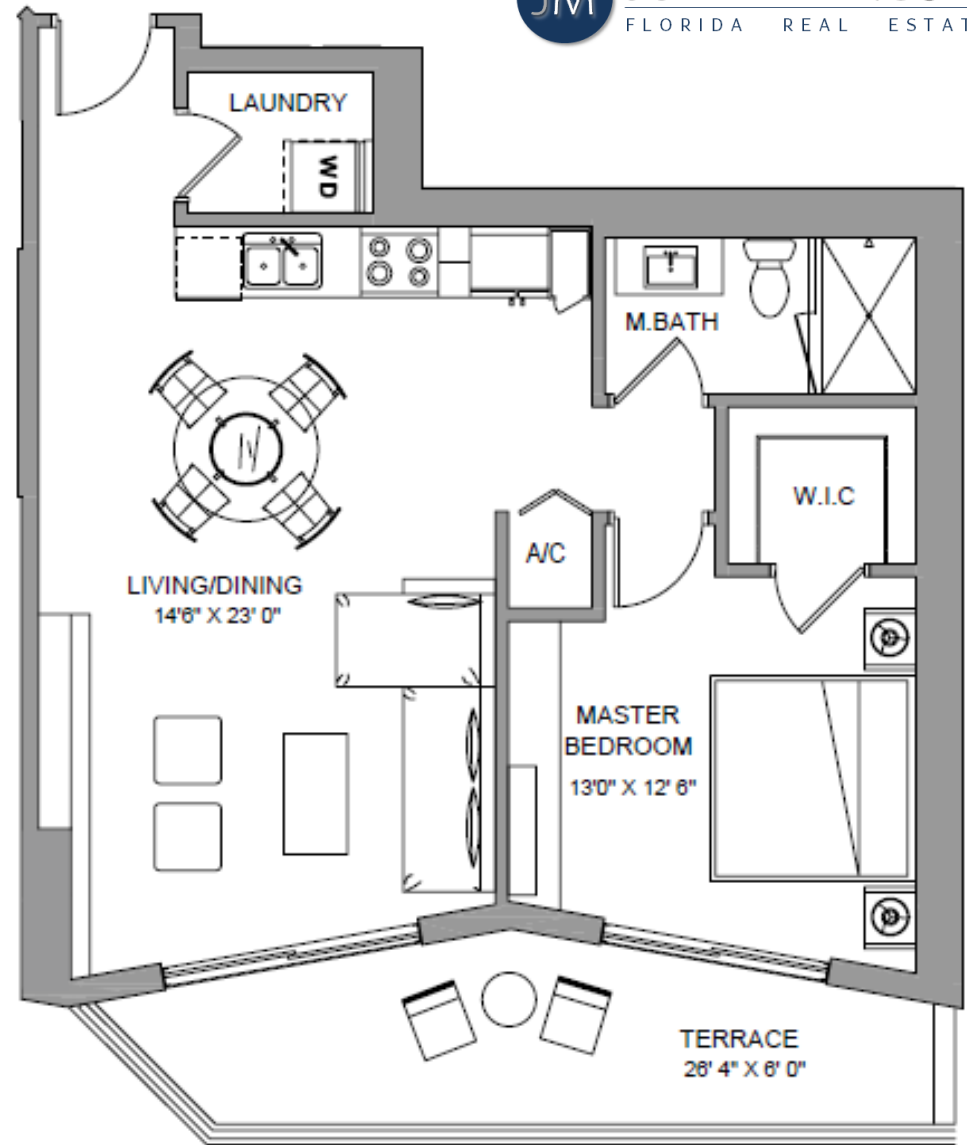 JM
FLORIDA REAL ESTAT
LAUNDRY
WD
M.BATH
W.I.C
A/C
LIVING/DINING
14'6" X 23' 0"
MASTER
BEDROOM
13'0" X 12' 6"
TERRACE
26' 4" X 6' 0"